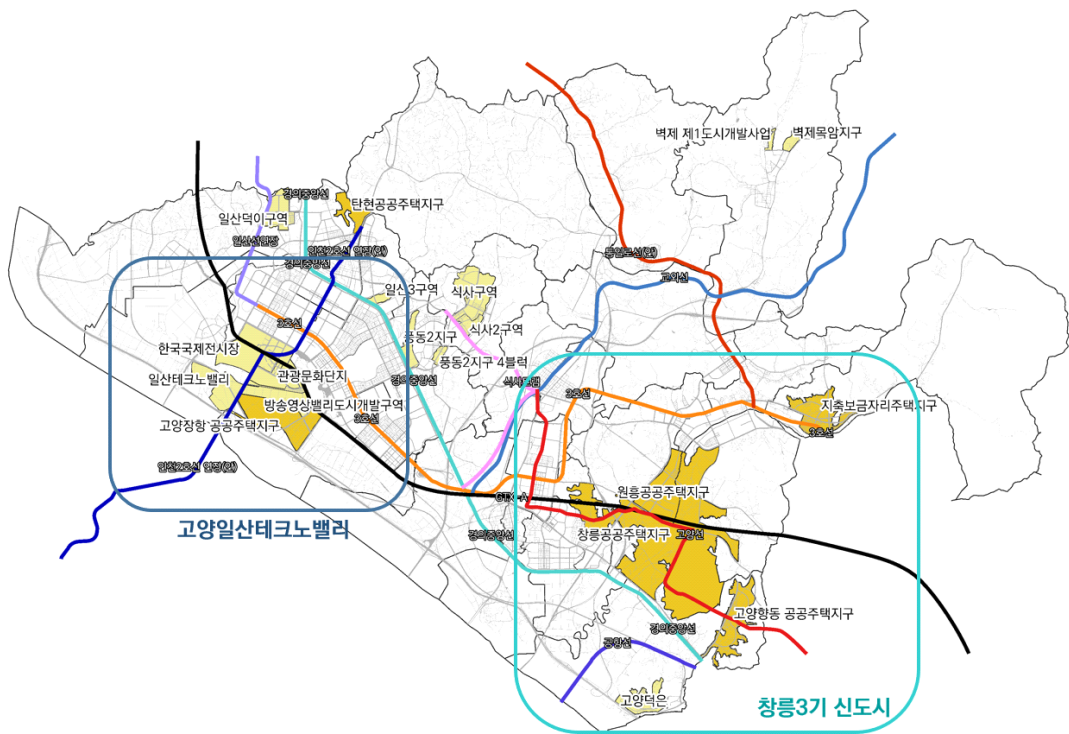 벽제 제1도시개발사업
벽제목암지구
경의중앙선
탄현공공주택지구
일산덕이구역
일산선연장
인천2호선 연장(안)
경의중앙선
통일로선(안)
교외선
일산3구역
식사구역
3호선
식사2구역
풍동2지구
한국국제전시장
풍동2지구 4블럭
관광문화단지
일산테크노밸리
경의중앙선
식사트램
3호선
방송영상밸리도시개발구역
지축보금자리주택지구
3호선
고양장항 공공주택지구
3호선
인천2호선 연장(안)
원흥공공주택지구
GTX-A
고양일산테크노밸리
경의중앙선
창릉공공주택지구
고양선
고양향동 공공주택지구
경의중앙선
공항선
고양덕은
창릉3기 신도시